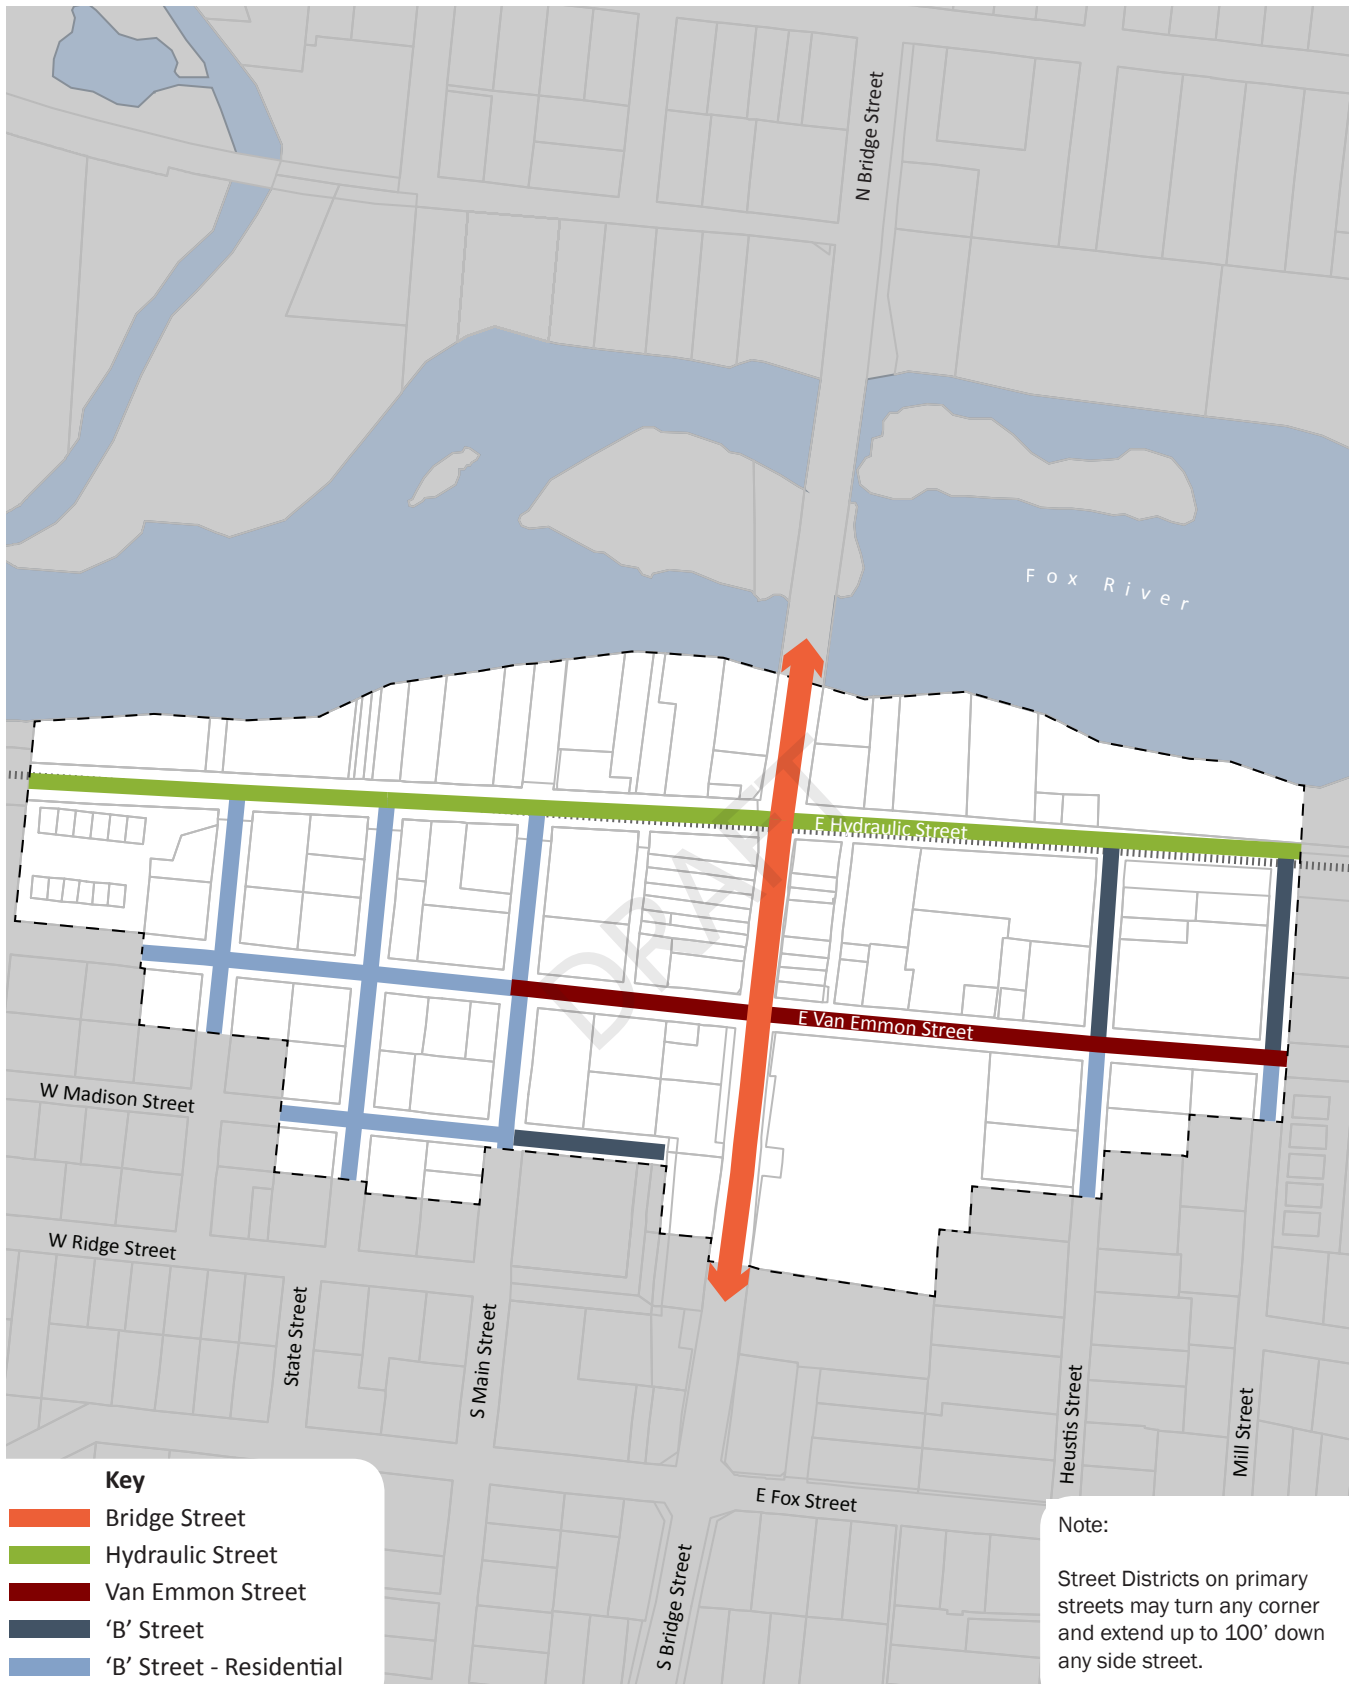 N Bridge Street
Fox River
DRAFT
E Hydraulic Street
E Van Emmon Street
W Madison Street
W Ridge Street
State Street
S Main Street
Heustis Street
Mill Street
E Fox Street
S Bridge Street
Key
Bridge Street
Hydraulic Street
Van Emmon Street
‘B’ Street
‘B’ Street - Residential
Note:
Street Districts on primary
streets may turn any corner
and extend up to 100’ down
any side street.